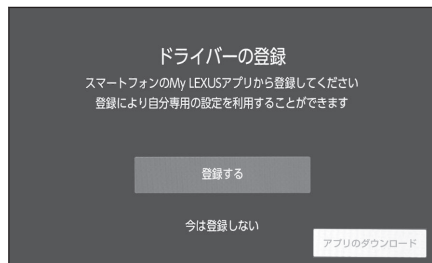 ドライバーの登録
スマートフォンのMy LEXUSアプリから登録してください
登録により自分専用の設定を利用することができます
登録する
今は登録しない
アプリのダウンロード